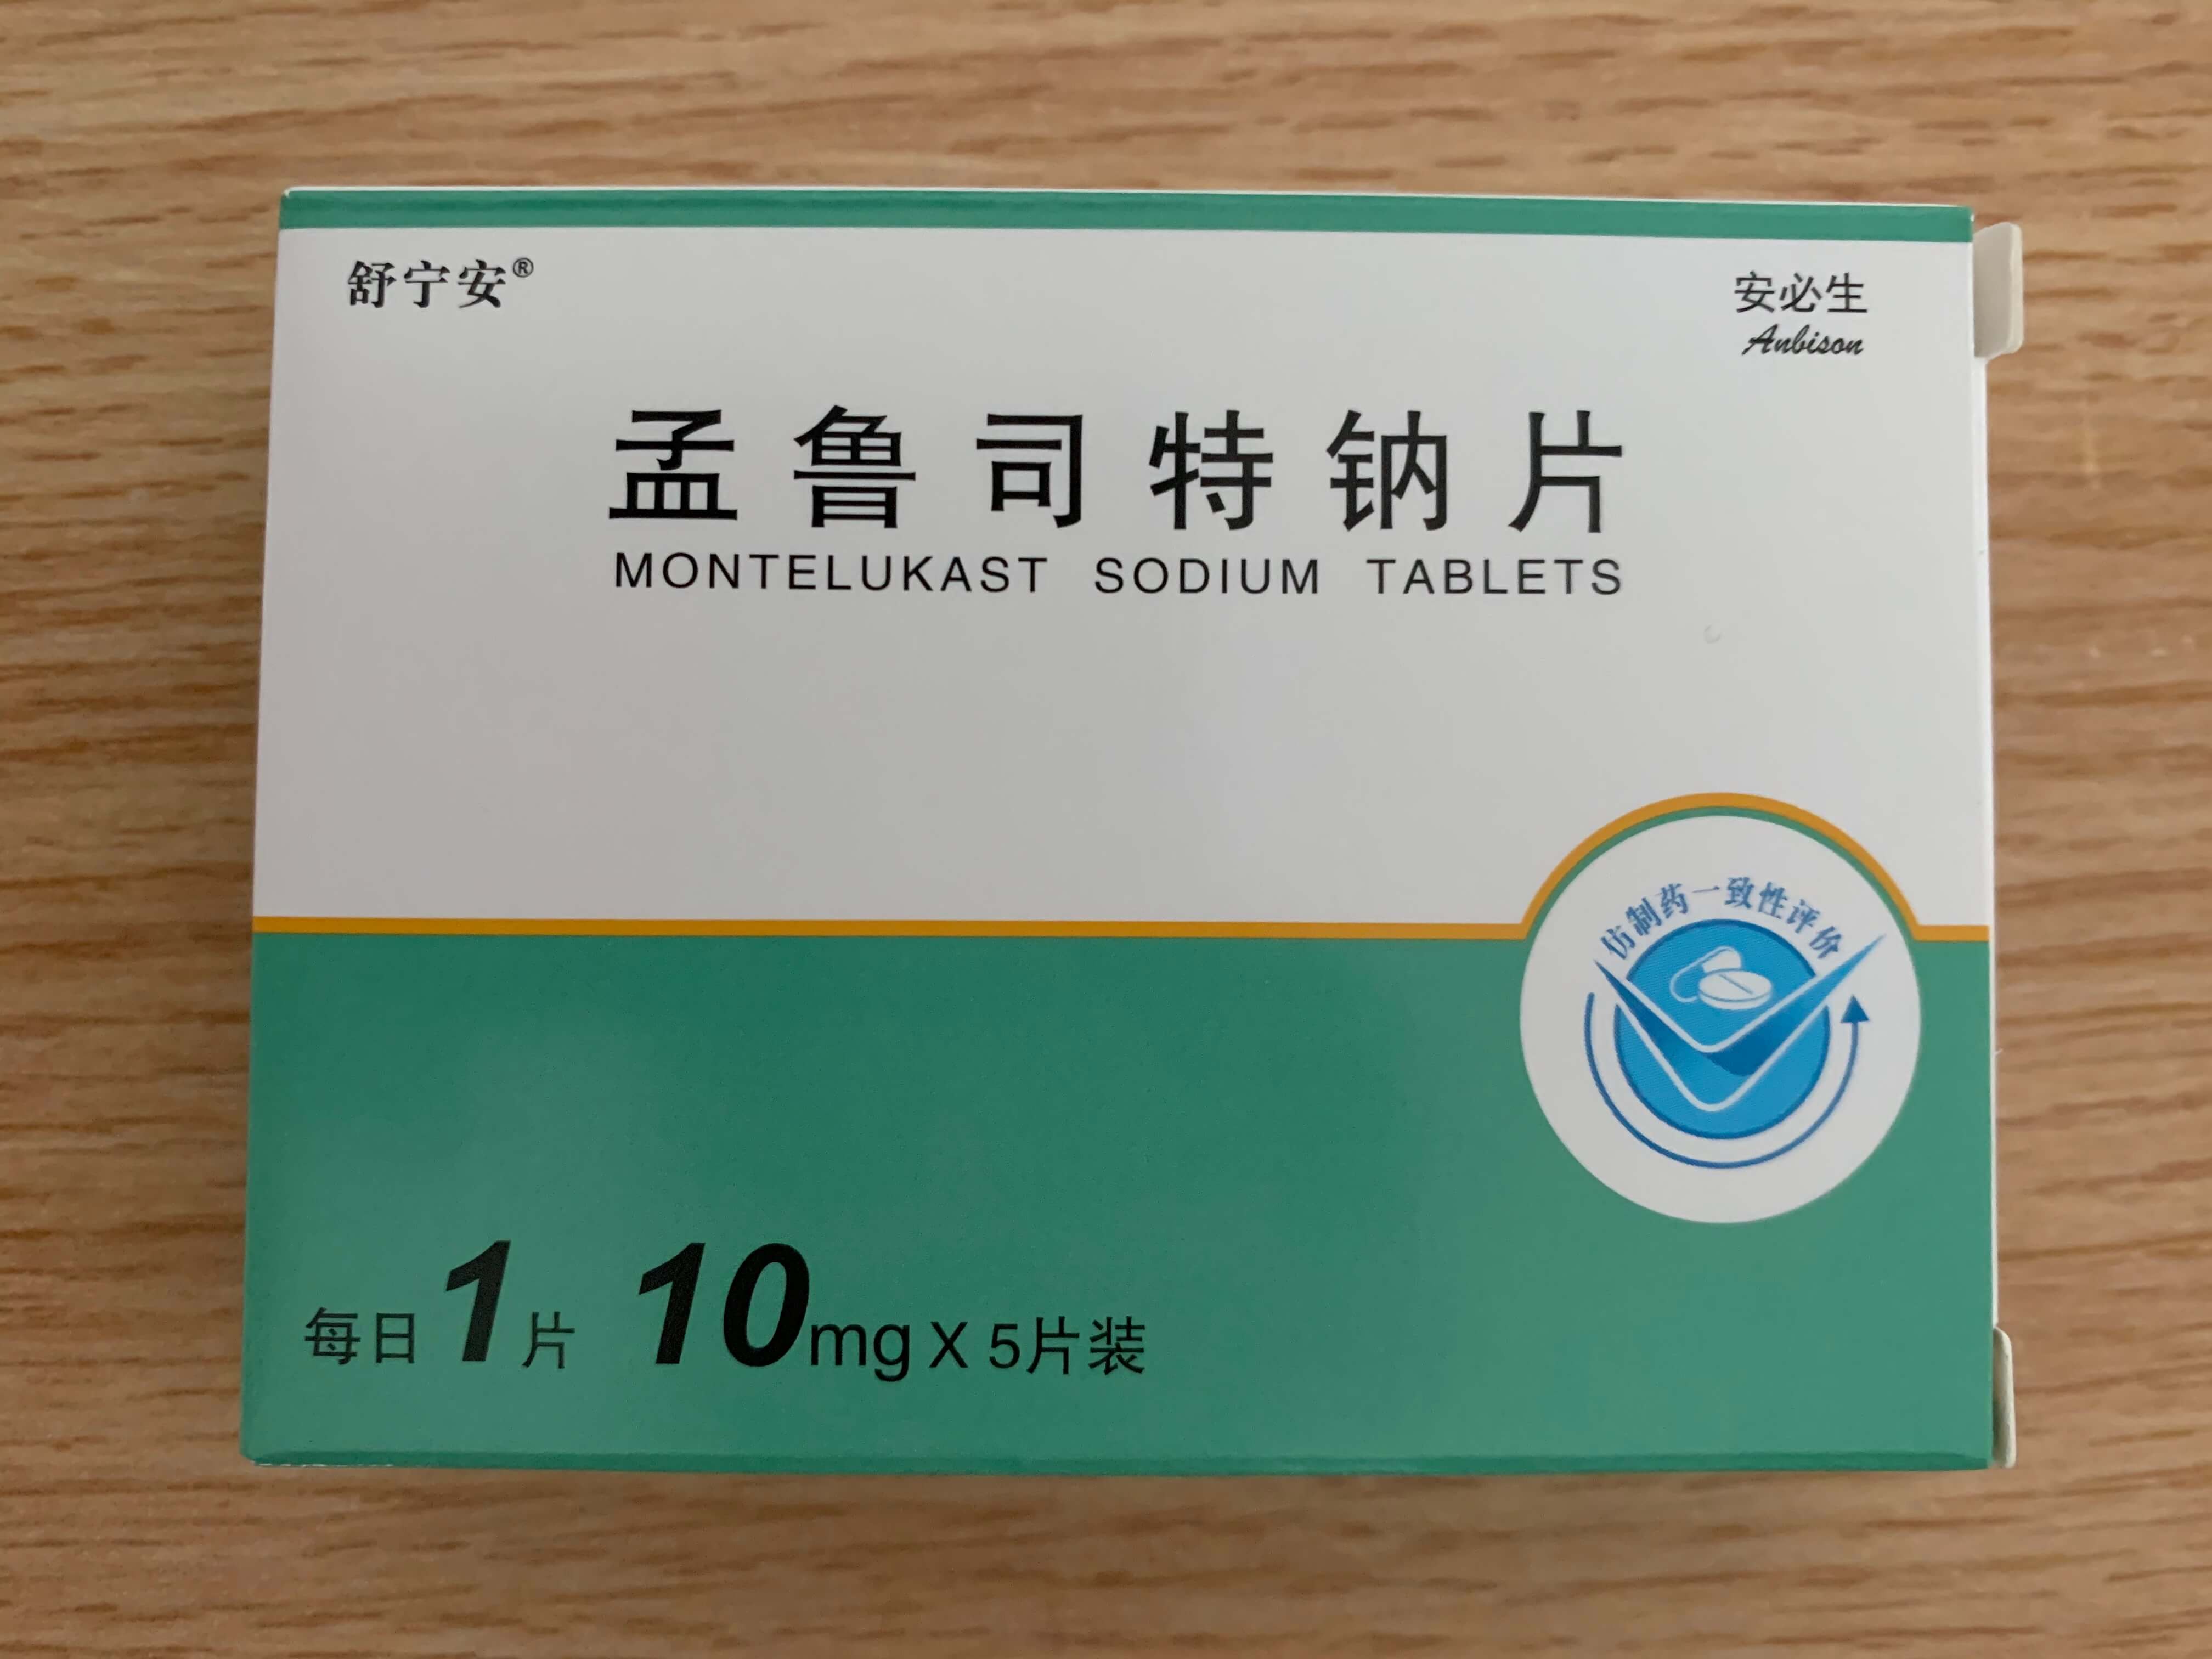 舒宁安®
安必生
Anbison
孟鲁司特钠片
MONTELUKAST SODIUM TABLETS
仿制药一致性评价
每日1片 10mg X 5片装